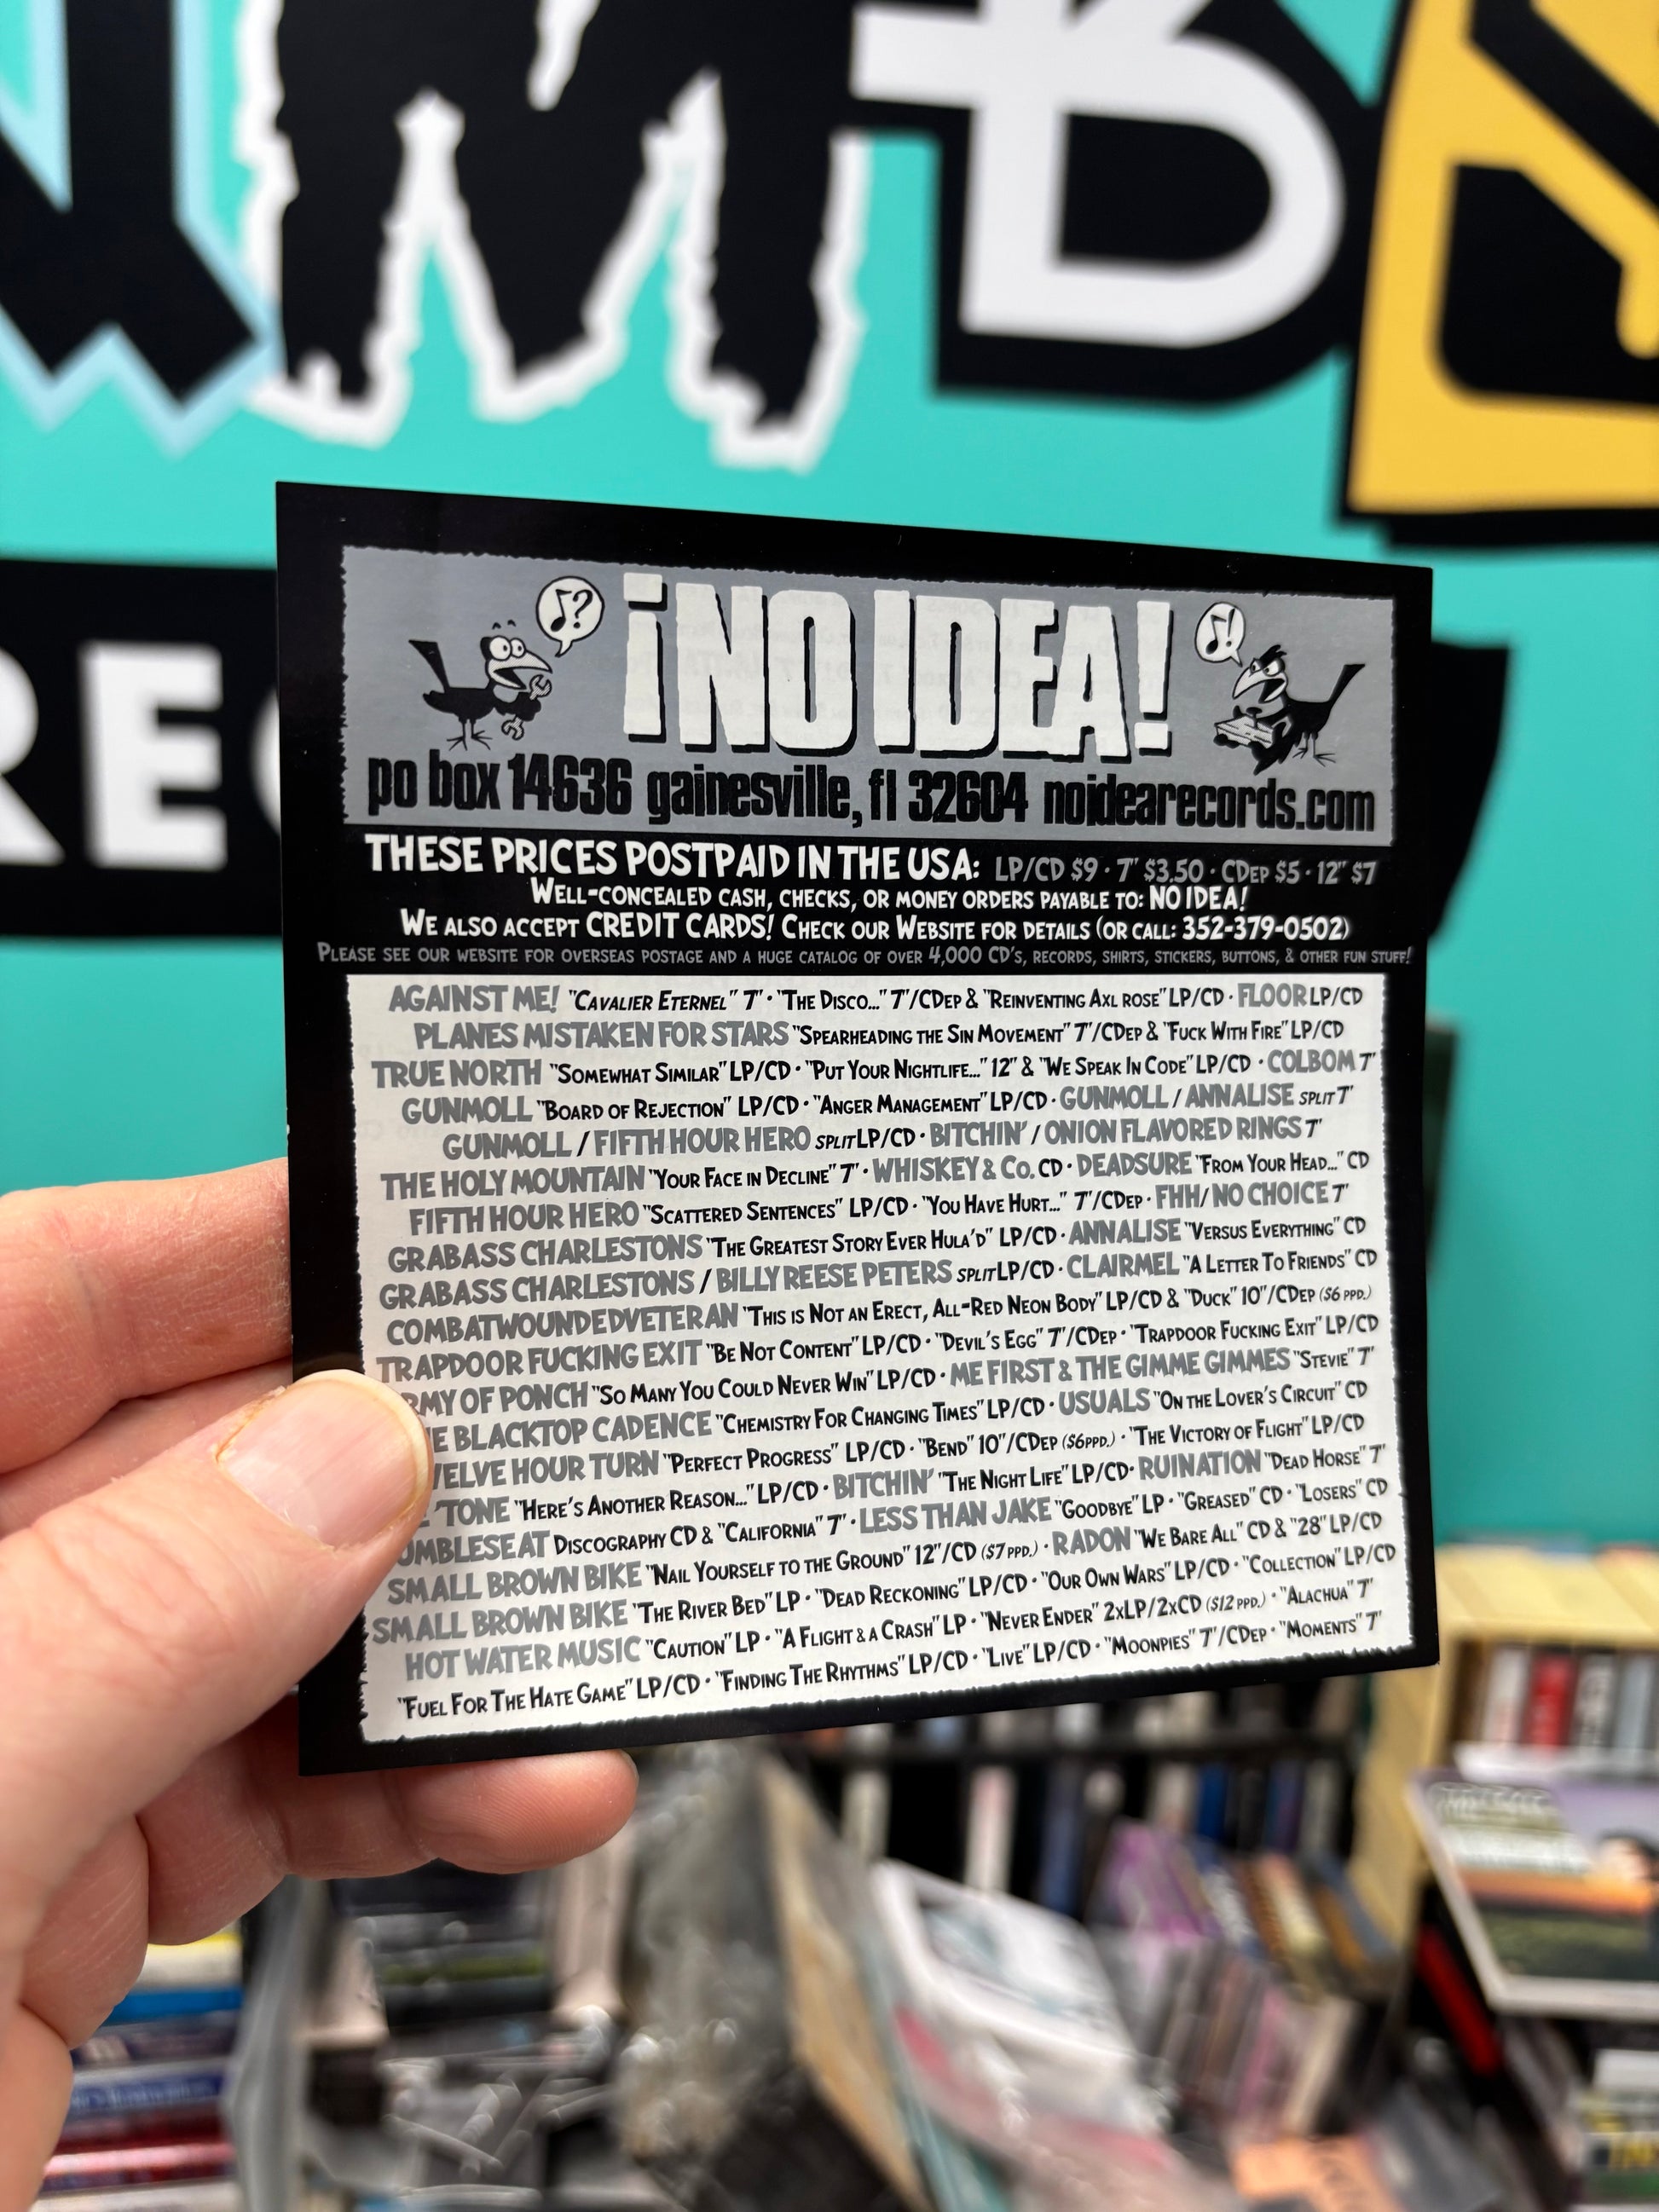 ¡NO IDEA!
po box 14636 gainesville, fl 32604 noidearecords.com
THESE PRICES POSTPAID IN THE USA: LP/CD $9 · 7" $3.50 · CDEP $5 · 12" $7
WELL-CONCEALED CASH, CHECKS, OR MONEY ORDERS PAYABLE TO: NO IDEA!
WE ALSO ACCEPT CREDIT CARDS! CHECK OUR WEBSITE FOR DETAILS (OR CALL: 352-379-0502)
PLEASE SEE OUR WEBSITE FOR OVERSEAS POSTAGE AND A HUGE CATALOG OF OVER 4,000 CD'S, RECORDS, SHIRTS, STICKERS, BUTTONS, & OTHER FUN STUFF!
AGAINST ME! "CAVALIER ETERNEL" 7" · "THE DISCO..." 7"/CDEP & "REINVENTING AXL ROSE" LP/CD · FLOOR LP/CD
PLANES MISTAKEN FOR STARS "SPEARHEADING THE SIN MOVEMENT" 7"/CDEP & "FUCK WITH FIRE" LP/CD
TRUE NORTH "SOMEWHAT SIMILAR" LP/CD · "PUT YOUR NIGHTLIFE..." 12" & "WE SPEAK IN CODE" LP/CD · COLBOM 7"
GUNMOLL "BOARD OF REJECTION" LP/CD · "ANGER MANAGEMENT" LP/CD · GUNMOLL / ANNALISE SPLIT 7"
GUNMOLL / FIFTH HOUR HERO SPLIT LP/CD · BITCHIN' / ONION FLAVORED RINGS 7"
THE HOLY MOUNTAIN "YOUR FACE IN DECLINE" 7" · WHISKEY & CO. CD · DEADSURE "FROM YOUR HEAD..." CD
FIFTH HOUR HERO "SCATTERED SENTENCES" LP/CD · "YOU HAVE HURT..." 7"/CDEP · FHH/ NO CHOICE 7"
GRABASS CHARLESTONS "THE GREATEST STORY EVER HULA'D" LP/CD · ANNALISE "VERSUS EVERYTHING" CD
GRABASS CHARLESTONS / BILLY REESE PETERS SPLIT LP/CD · CLAIRMEL "A LETTER TO FRIENDS" CD
COMBATWOUNDEDVETERAN "THIS IS NOT AN ERECT, ALL-RED NEON BODY" LP/CD & "DUCK" 10"/CDEP ($6 PPD.)
TRAPDOOR FUCKING EXIT "BE NOT CONTENT" LP/CD · "DEVIL'S EGG" 7"/CDEP · "TRAPDOOR FUCKING EXIT" LP/CD
RMY OF PONCH "SO MANY YOU COULD NEVER WIN" LP/CD · ME FIRST & THE GIMME GIMMES "STEVIE" 7"
E BLACKTOP CADENCE "CHEMISTRY FOR CHANGING TIMES" LP/CD · USUALS "ON THE LOVER'S CIRCUIT" CD
ELVE HOUR TURN "PERFECT PROGRESS" LP/CD · "BEND" 10"/CDEP ($6PPD.) · "THE VICTORY OF FLIGHT" LP/CD
'TONE "HERE'S ANOTHER REASON..." LP/CD · BITCHIN' "THE NIGHT LIFE" LP/CD · RUINATION "DEAD HORSE" 7"
UMBLESEAT DISCOGRAPHY CD & "CALIFORNIA" 7" · LESS THAN JAKE "GOODBYE" LP · "GREASED" CD · "LOSERS" CD
SMALL BROWN BIKE "NAIL YOURSELF TO THE GROUND" 12"/CD ($7 PPD.) · RADON "WE BARE ALL" CD & "28" LP/CD
SMALL BROWN BIKE "THE RIVER BED" LP · "DEAD RECKONING" LP/CD · "OUR OWN WARS" LP/CD · "COLLECTION" LP/CD
HOT WATER MUSIC "CAUTION" LP · "A FLIGHT & A CRASH" LP · "NEVER ENDER" 2XLP/2XCD ($12 PPD.) · "ALACHUA" 7"
"FUEL FOR THE HATE GAME" LP/CD · "FINDING THE RHYTHMS" LP/CD · "LIVE" LP/CD · "MOONPIES" 7"/CDEP · "MOMENTS" 7"